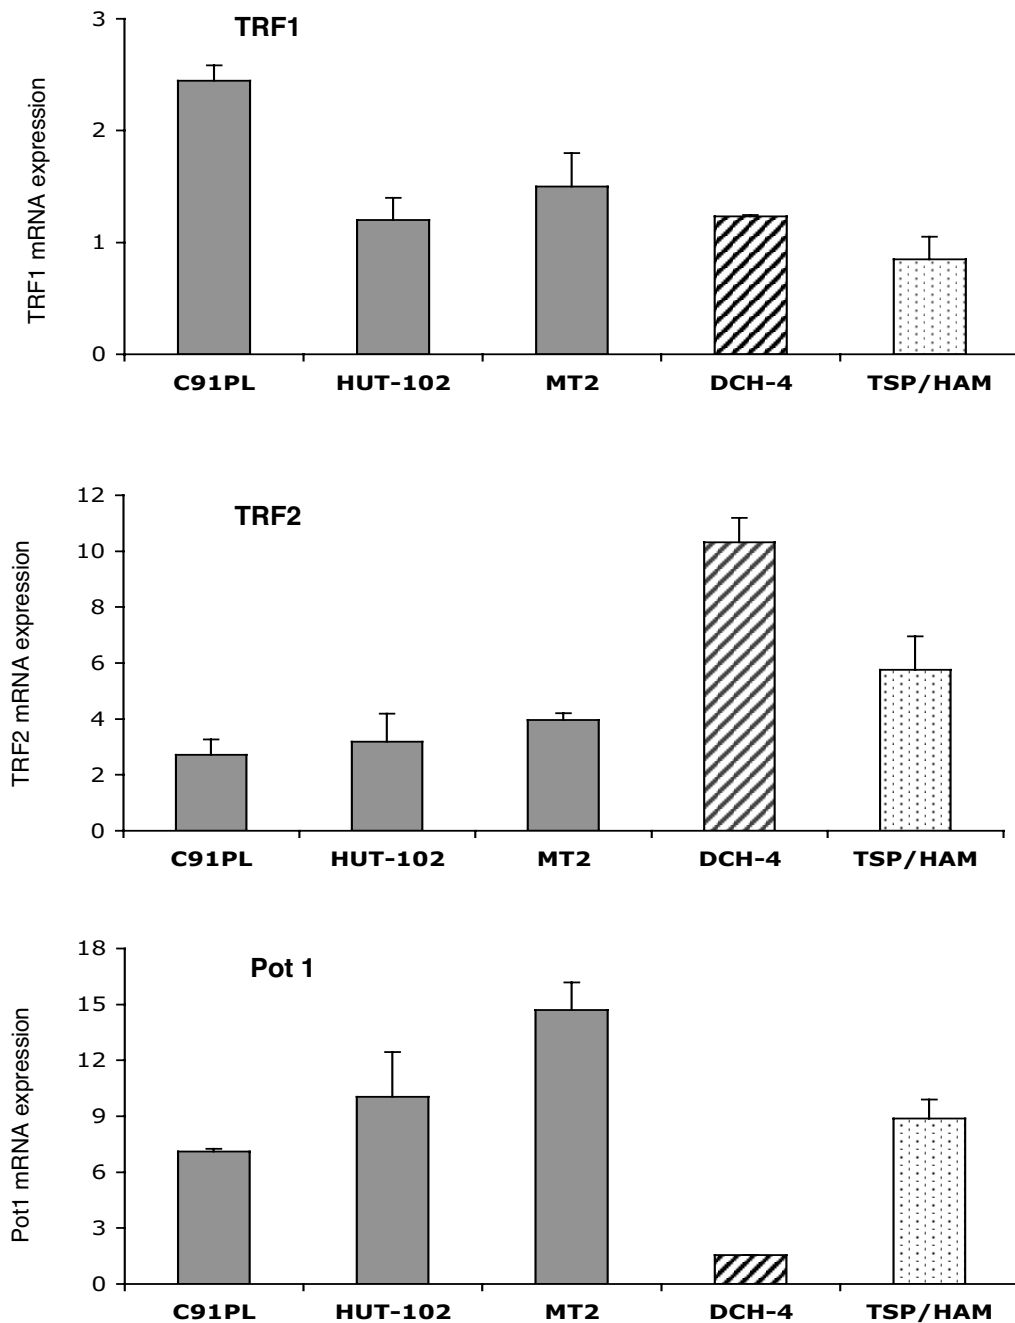 TRF1
TRF1 mRNA expression
3
2
1
0
C91PL HUT-102 MT2 DCH-4 TSP/HAM
TRF2
TRF2 mRNA expression
12
10
8
6
4
2
0
C91PL HUT-102 MT2 DCH-4 TSP/HAM
Pot 1
Pot1 mRNA expression
18
15
12
9
6
3
0
C91PL HUT-102 MT2 DCH-4 TSP/HAM